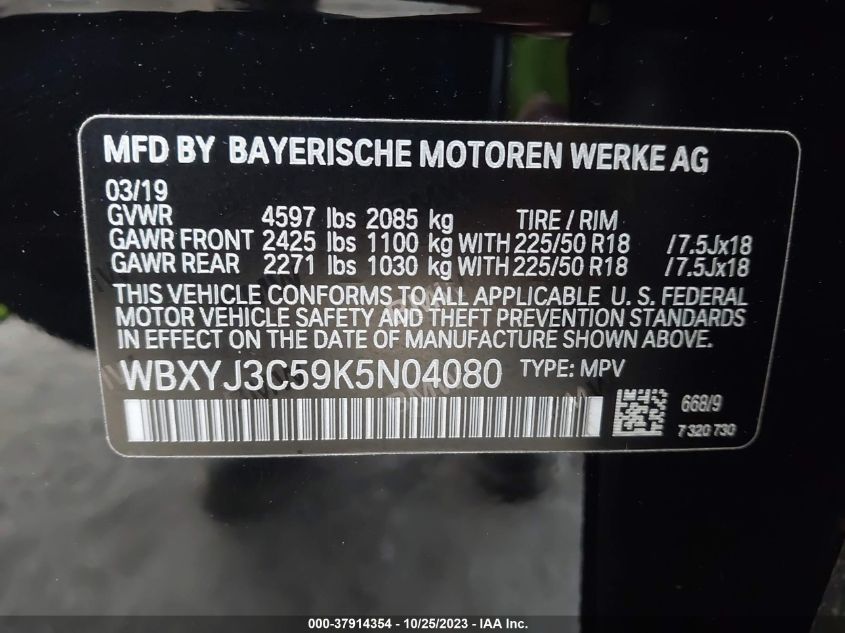 MFD BY BAYERISCHE MOTOREN WERKE AG
03/19
GVWR 4597 lbs 2085 kg TIRE / RIM
GAWR FRONT 2425 lbs 1100 kg WITH 225/50 R18 /7.5Jx18
GAWR REAR 2271 lbs 1030 kg WITH 225/50 R18 /7.5Jx18
THIS VEHICLE CONFORMS TO ALL APPLICABLE U. S. FEDERAL
MOTOR VEHICLE SAFETY AND THEFT PREVENTION STANDARDS
IN EFFECT ON THE DATE OF MANUFACTURE SHOWN ABOVE.
WBXYJ3C59K5N04080 TYPE: MPV
668/9
7 320 730
000-37914354 - 10/25/2023 - IAA Inc.